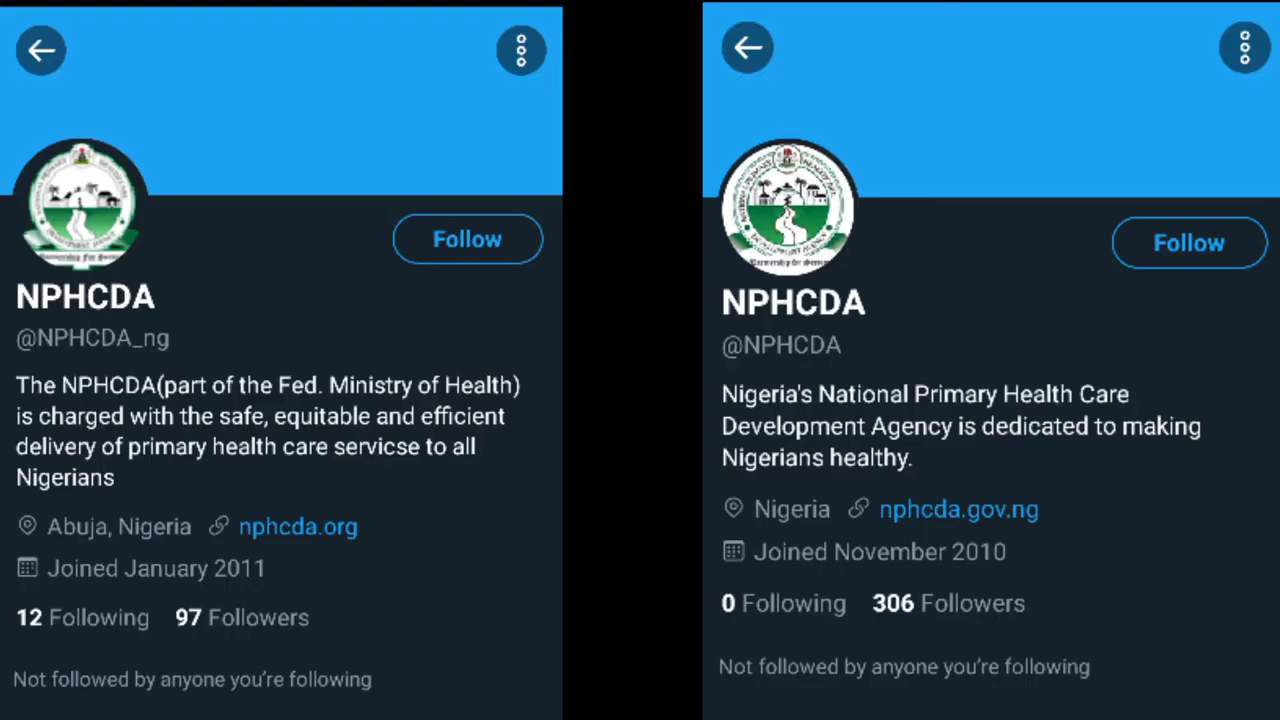 Follow
NPHCDA
@NPHCDA_ng
The NPHCDA(part of the Fed. Ministry of Health)
is charged with the safe, equitable and efficient
delivery of primary health care servicse to all
Nigerians
Abuja, Nigeria nphcda.org
Joined January 2011
12 Following 97 Followers
Not followed by anyone you're following
Follow
NPHCDA
@NPHCDA
Nigeria's National Primary Health Care
Development Agency is dedicated to making
Nigerians healthy.
Nigeria nphcda.gov.ng
Joined November 2010
0 Following 306 Followers
Not followed by anyone you're following